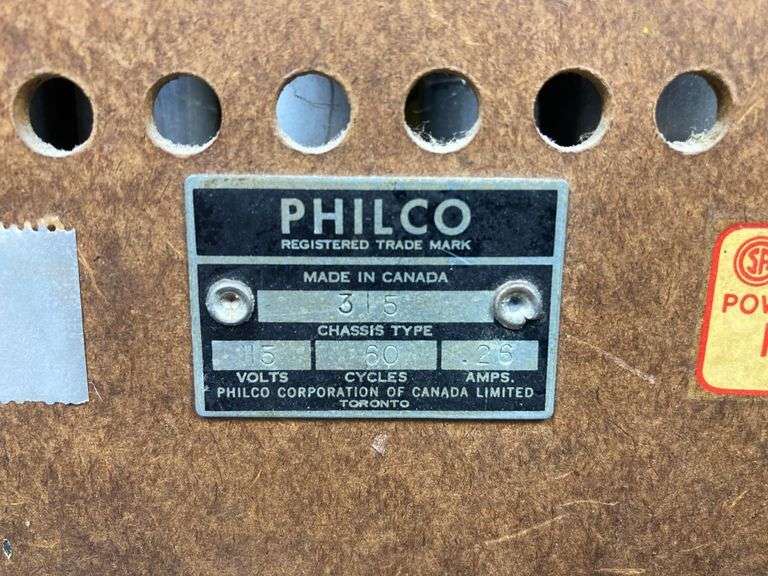 PHILCO
REGISTERED TRADE MARK
MADE IN CANADA
315
CHASSIS TYPE
15 60 .26
VOLTS CYCLES AMPS.
PHILCO CORPORATION OF CANADA LIMITED
TORONTO